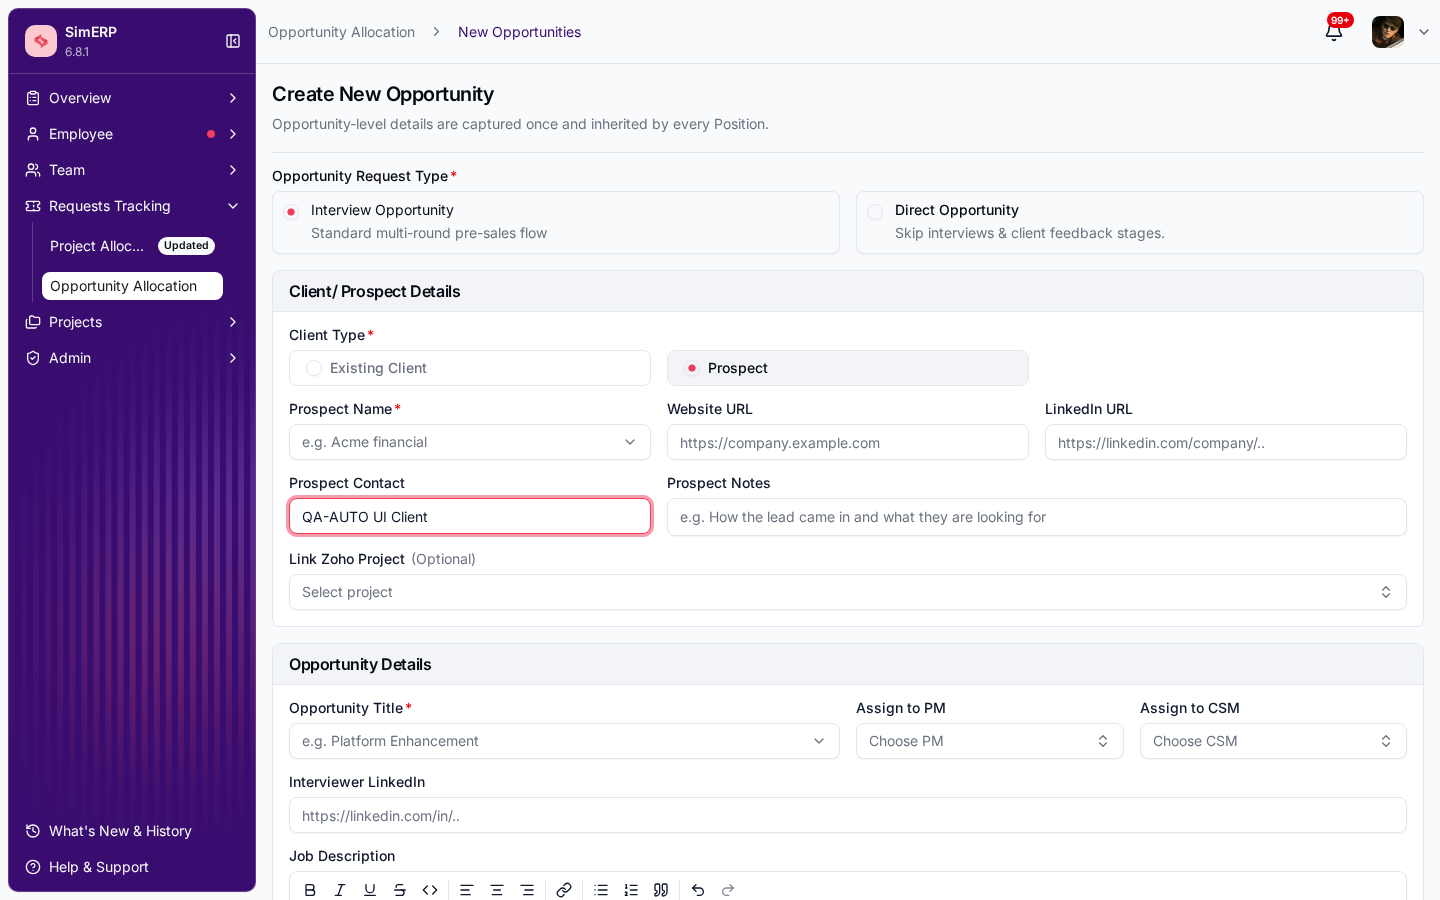 SimERP
6.8.1
Overview
Employee
Team
Requests Tracking
Project Alloc... Updated
Opportunity Allocation
Projects
Admin
What's New & History
Help & Support
Opportunity Allocation > New Opportunities
99+
Create New Opportunity
Opportunity-level details are captured once and inherited by every Position.
Opportunity Request Type*
Interview Opportunity
Standard multi-round pre-sales flow
Direct Opportunity
Skip interviews & client feedback stages.
Client/ Prospect Details
Client Type*
Existing Client
Prospect
Prospect Name* Website URL LinkedIn URL
e.g. Acme financial https://company.example.com https://linkedin.com/company/..
Prospect Contact Prospect Notes
QA-AUTO UI Client e.g. How the lead came in and what they are looking for
Link Zoho Project (Optional)
Select project
Opportunity Details
Opportunity Title* Assign to PM Assign to CSM
e.g. Platform Enhancement Choose PM Choose CSM
Interviewer LinkedIn
https://linkedin.com/in/..
Job Description